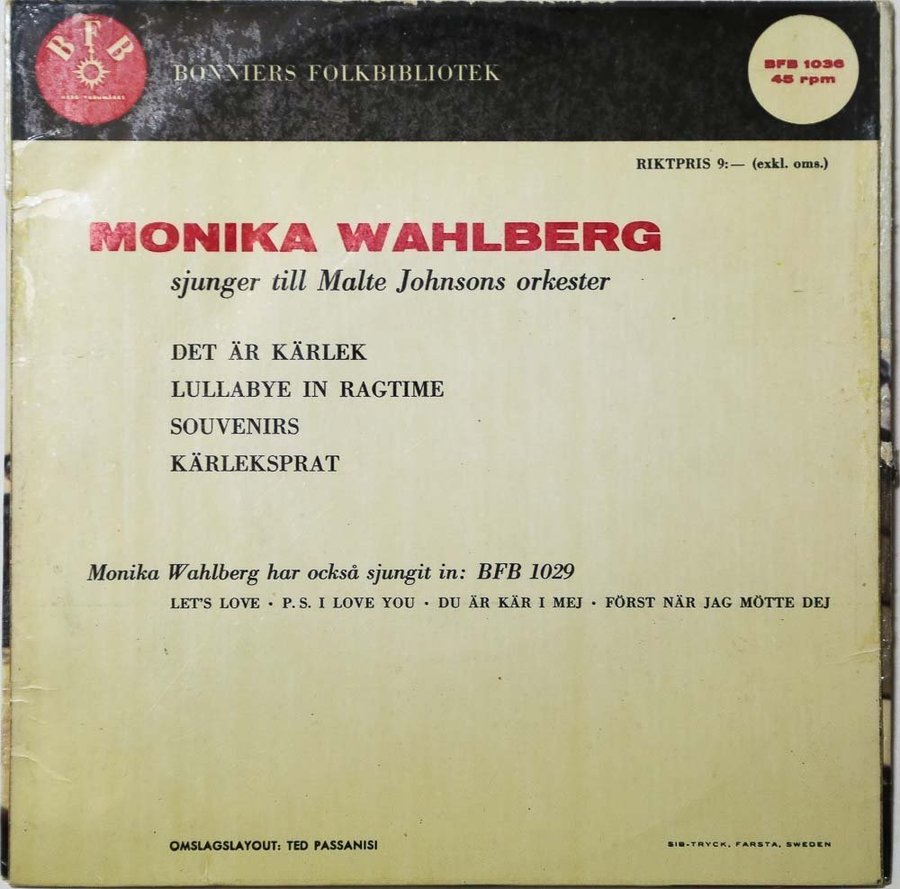 BFB
BONNIERS FOLKBIBLIOTEK
BFB 1036
45 rpm
RIKTPRIS 9:— (exkl. oms.)
MONIKA WAHLBERG
sjunger till Malte Johnsons orkester
DET ÄR KÄRLEK
LULLABYE IN RAGTIME
SOUVENIRS
KÄRLEKSPRAT
Monika Wahlberg har också sjungit in: BFB 1029
LET'S LOVE · P.S. I LOVE YOU · DU ÄR KÄR I MEJ · FÖRST NÄR JAG MÖTTE DEJ
OMSLAGSLAYOUT: TED PASSANISI
SIB-TRYCK, FARSTA, SWEDEN